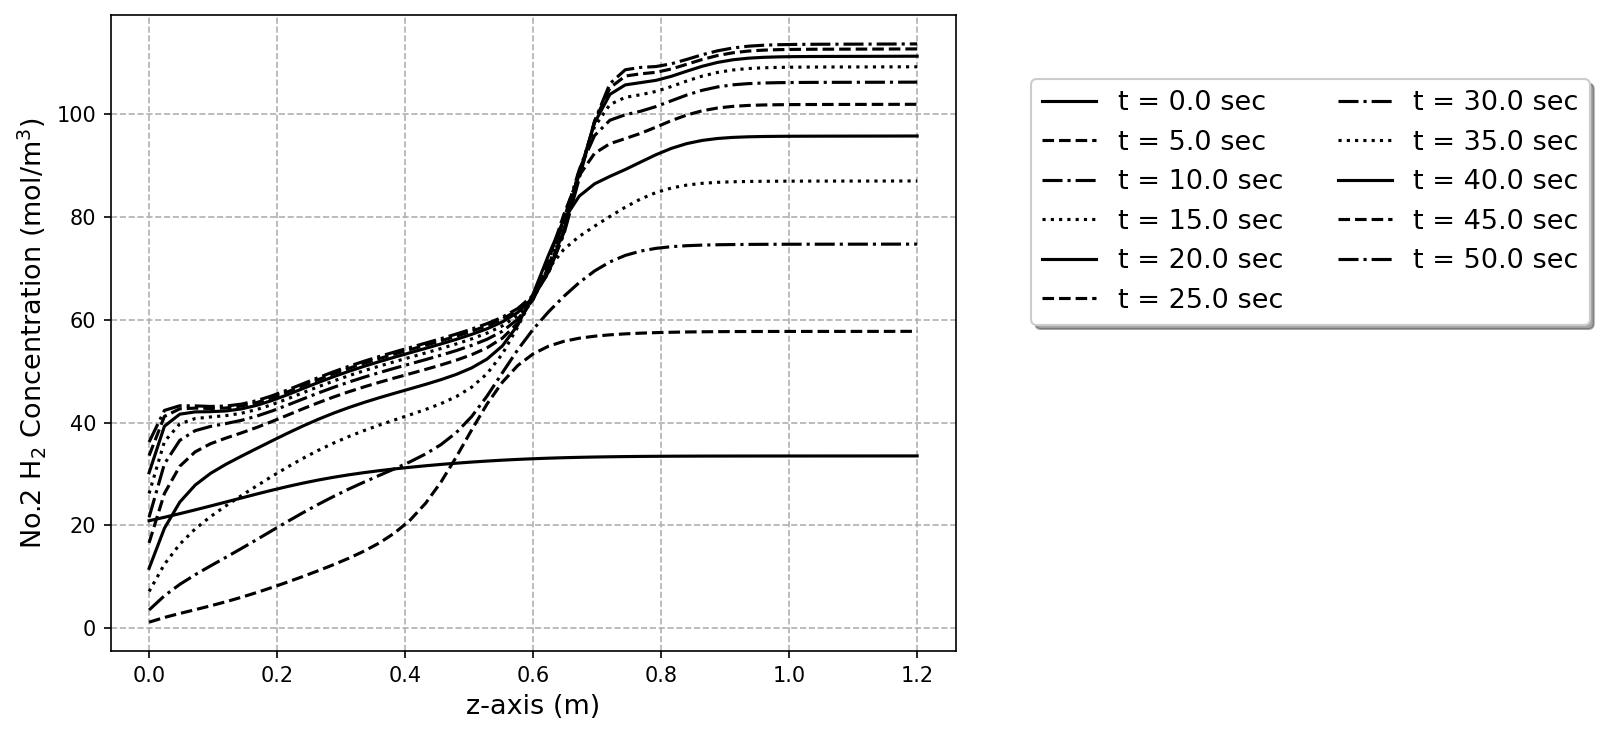 No.2 H₂ Concentration (mol/m³)
100
80
60
40
20
0
0.0 0.2 0.4 0.6 0.8 1.0 1.2
z-axis (m)
t = 0.0 sec
t = 5.0 sec
t = 10.0 sec
t = 15.0 sec
t = 20.0 sec
t = 25.0 sec
t = 30.0 sec
t = 35.0 sec
t = 40.0 sec
t = 45.0 sec
t = 50.0 sec